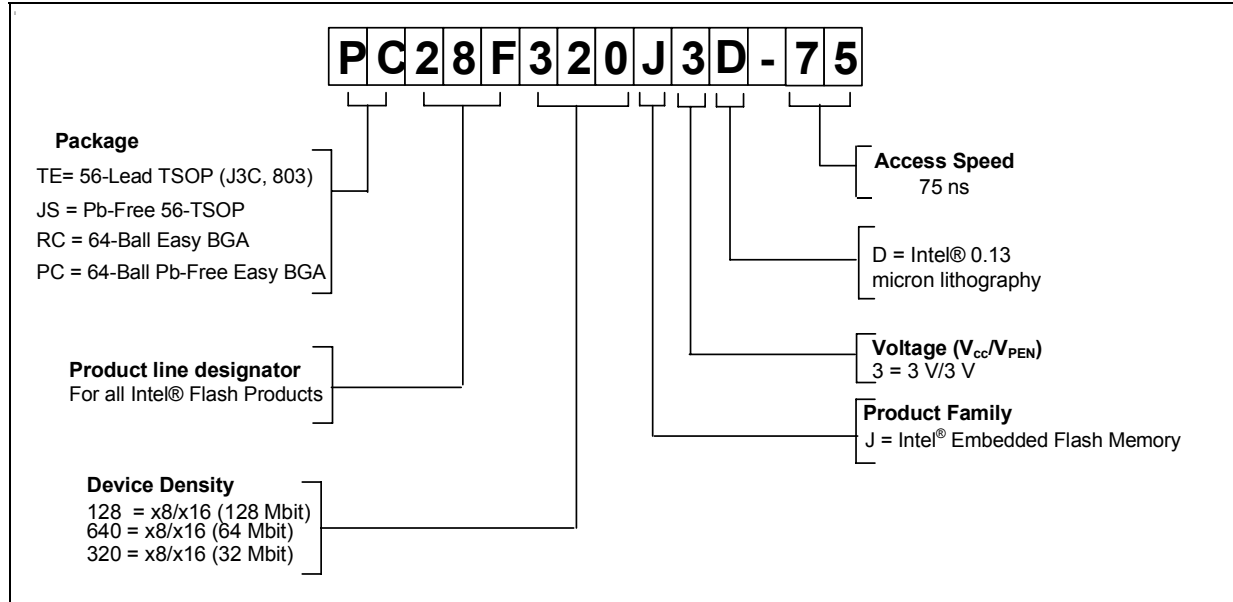 PC28F320J3D-75
Package
TE= 56-Lead TSOP (J3C, 803)
JS = Pb-Free 56-TSOP
RC = 64-Ball Easy BGA
PC = 64-Ball Pb-Free Easy BGA
Product line designator
For all Intel® Flash Products
Device Density
128 = x8/x16 (128 Mbit)
640 = x8/x16 (64 Mbit)
320 = x8/x16 (32 Mbit)
Access Speed
75 ns
D = Intel® 0.13
micron lithography
Voltage (Vcc/VPEN)
3 = 3 V/3 V
Product Family
J = Intel® Embedded Flash Memory